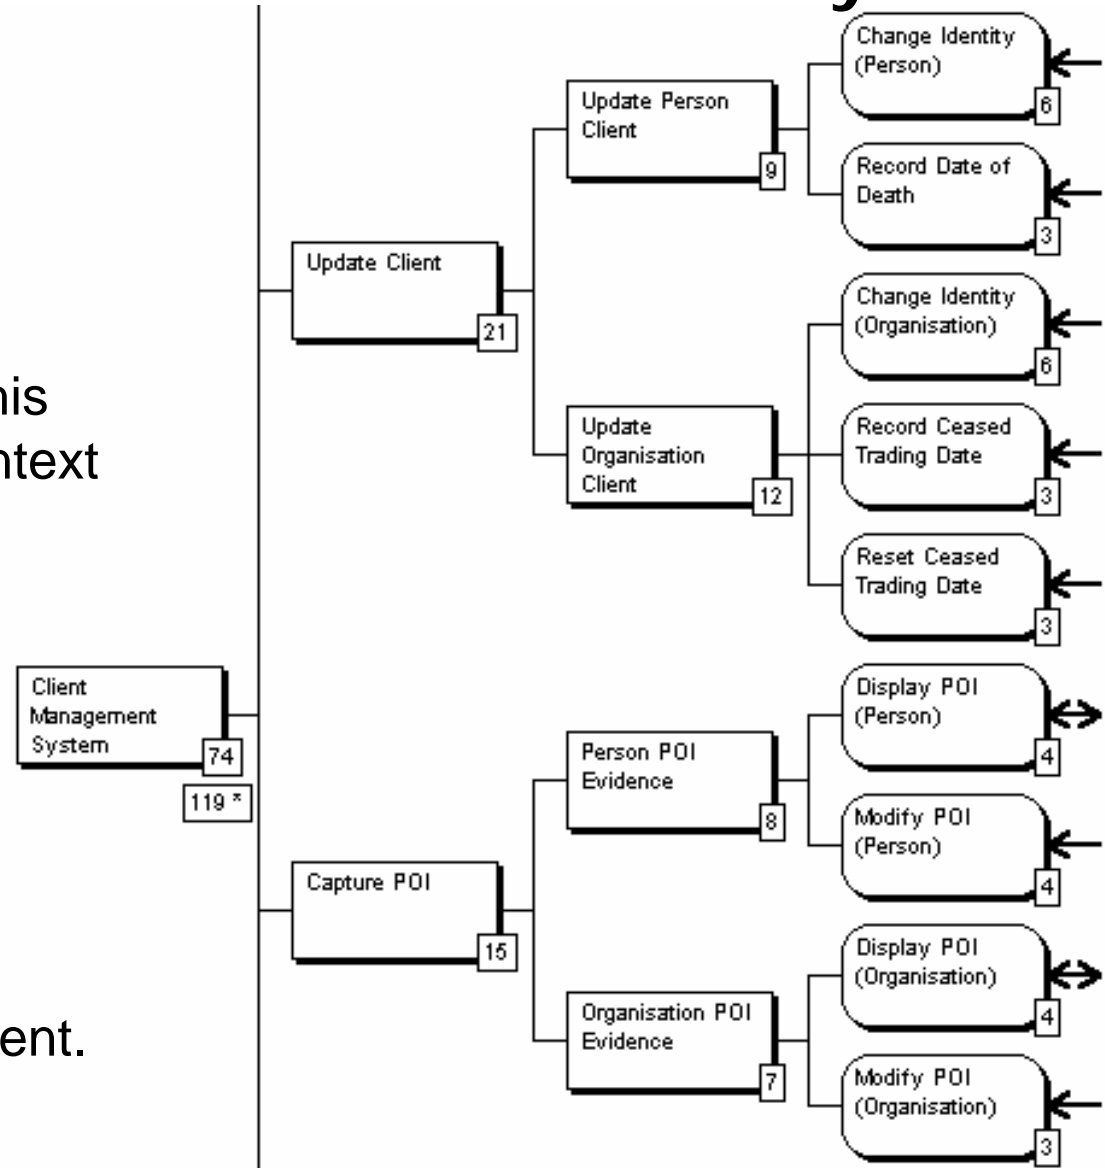 y
Change Identity
(Person)
6
Update Person
Client
9
Record Date of
Death
3
Update Client
21
Change Identity
(Organisation)
6
his
ntext
Update
Organisation
Client
12
Record Ceased
Trading Date
3
Reset Ceased
Trading Date
3
Client
Management
System
74
119 *
Display POI
(Person)
4
Person POI
Evidence
8
Modify POI
(Person)
4
Capture POI
15
Display POI
(Organisation)
4
Organisation POI
Evidence
7
ent.
Modify POI
(Organisation)
3